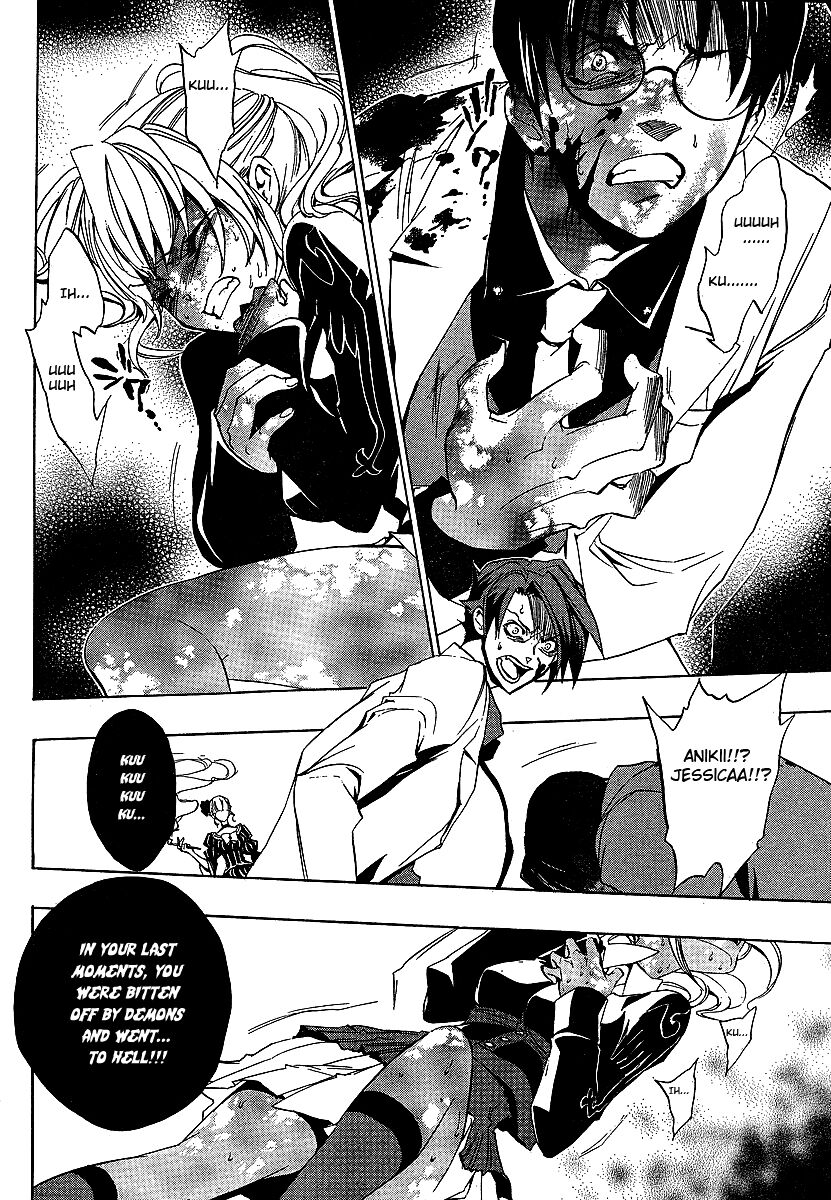 UUUUH
......
KU.......
KUU...
IH...
UUU
UUH
ANIKII!!?
JESSICAA!!?
KUU
KUU
KUU
KU...
KU...
IH...
IN YOUR LAST
MOMENTS, YOU
WERE BITTEN
OFF BY DEMONS
AND WENT...
TO HELL!!!